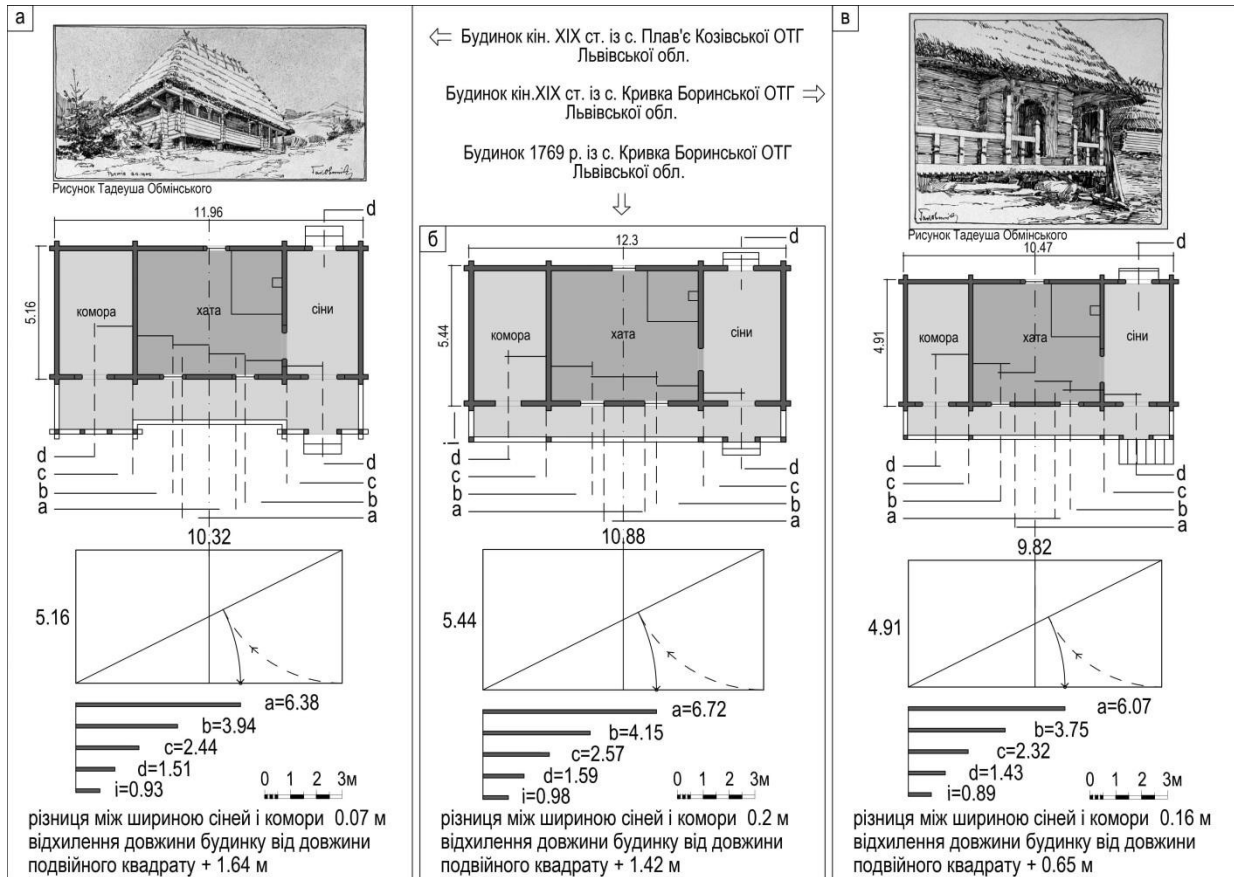 а
Рисунок Тадеуша Обмінського
11.96
d
5.16
комора
хата
сіни
d
c
b
a
d
c
b
a
10.32
5.16
a=6.38
b=3.94
c=2.44
d=1.51
i=0.93
0 1 2 3м
різниця між шириною сіней і комори 0.07 м
відхилення довжини будинку від довжини
подвійного квадрату + 1.64 м
⇐ Будинок кін. XIX ст. із с. Плав'є Козівської ОТГ
Львівської обл.
Будинок кін.XIX ст. із с. Кривка Боринської ОТГ ⇒
Львівської обл.
Будинок 1769 р. із с. Кривка Боринської ОТГ
Львівської обл.
б
12.3
d
5.44
комора
хата
сіни
i
d
c
b
a
d
c
b
a
10.88
5.44
a=6.72
b=4.15
c=2.57
d=1.59
i=0.98
0 1 2 3м
різниця між шириною сіней і комори 0.2 м
відхилення довжини будинку від довжини
подвійного квадрату + 1.42 м
в
Рисунок Тадеуша Обмінського
10.47
d
4.91
комора
хата
сіни
d
c
b
a
d
c
b
a
9.82
4.91
a=6.07
b=3.75
c=2.32
d=1.43
i=0.89
0 1 2 3м
різниця між шириною сіней і комори 0.16 м
відхилення довжини будинку від довжини
подвійного квадрату + 0.65 м